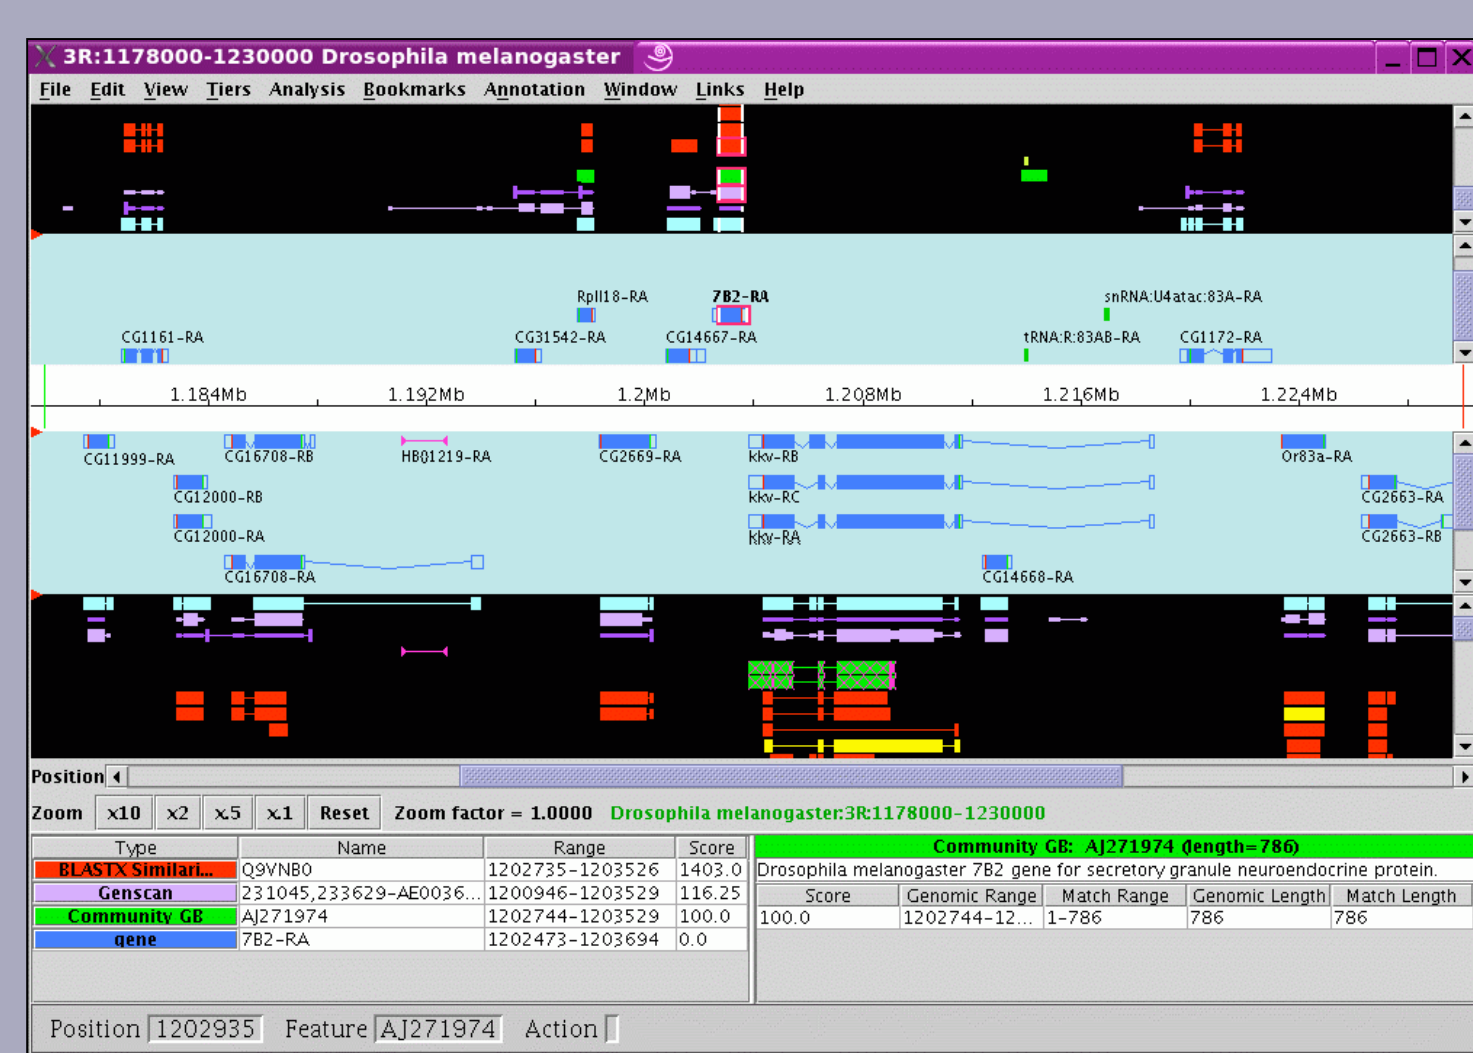 3R:1178000-1230000 Drosophila melanogaster
File Edit View Tiers Analysis Bookmarks Annotation Window Links Help
RpII18-RA 7B2-RA snRNA:U4atac:83A-RA
CG1161-RA CG31542-RA CG14667-RA tRNA:R:83AB-RA CG1172-RA
1.184Mb 1.192Mb 1.2Mb 1.208Mb 1.216Mb 1.224Mb
CG11999-RA CG16708-RB HB01219-RA CG2669-RA kkv-RB Or83a-RA
CG12000-RB kkv-RC CG2663-RA
CG12000-RA kkv-RA CG2663-RB
CG16708-RA CG14668-RA
Position
Zoom x10 x2 x.5 x.1 Reset Zoom factor = 1.0000 Drosophila melanogaster:3R:1178000-1230000
Type Name Range Score
BLASTX Similari... Q9VNB0 1202735-1203526 1403.0
Genscan 231045,233629-AE0036... 1200946-1203529 116.25
Community GB AJ271974 1202744-1203529 100.0
gene 7B2-RA 1202473-1203694 0.0
Community GB: AJ271974 (length=786)
Drosophila melanogaster 7B2 gene for secretory granule neuroendocrine protein.
Score Genomic Range Match Range Genomic Length Match Length
100.0 1202744-12... 1-786 786 786
Position 1202935 Feature AJ271974 Action